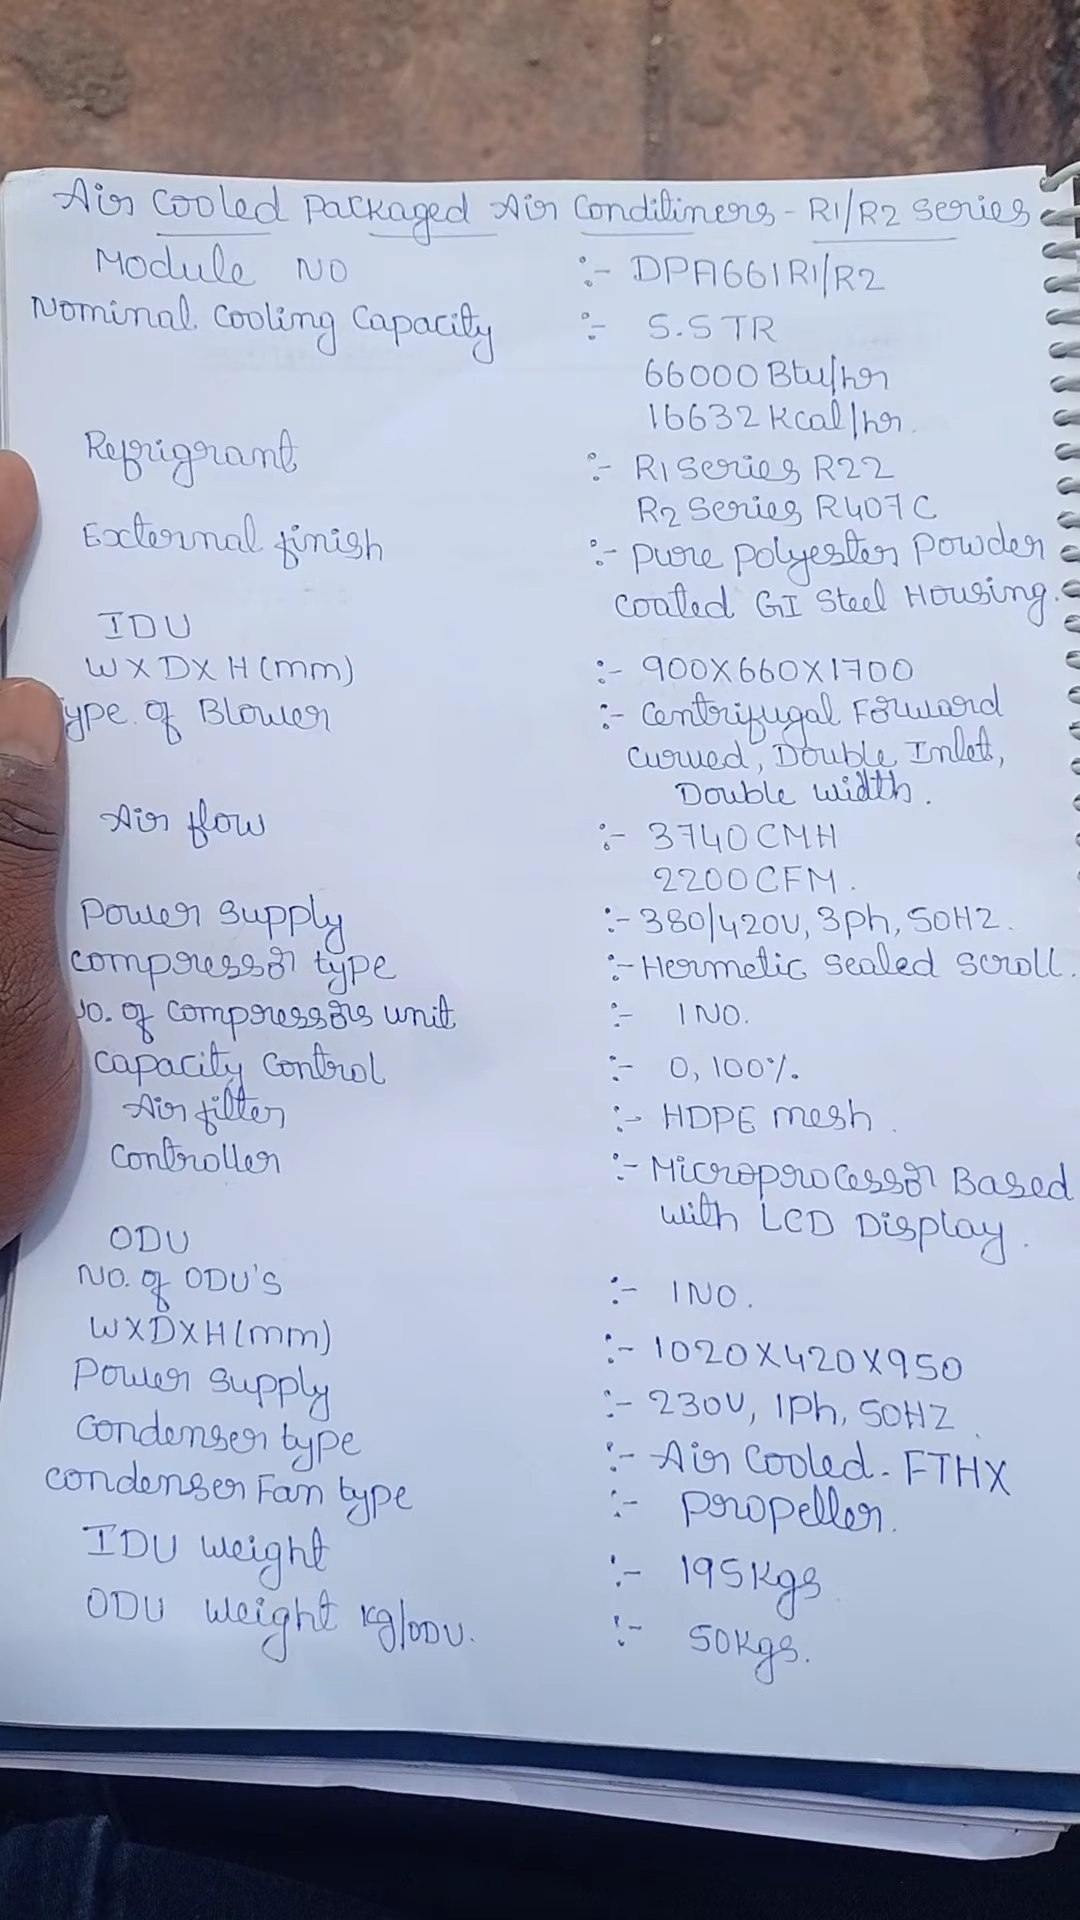 Air Cooled Packaged Air Conditiners - R1/R2 Series
Module NO :- DPA661R1/R2
Nominal Cooling Capacity :- 5.5 TR
66000 Btu/hr
16632 Kcal/hr.
Refrigrant :- R1 Series R22
R2 Series R407C
External finish :- Pure Polyester Powder
Coated GI Steel Housing.
IDU
WXDXH(mm) :- 900X660X1700
ype of Blower :- Centrifugal Forward
Curved, Double Inlet,
Double width.
Air flow :- 3740CMH
2200CFM.
Power Supply :- 380/420V, 3Ph, 50HZ.
Compressor type :- Hermetic Sealed Scroll.
o. of Compressors unit :- 1NO.
Capacity Control :- 0, 100%.
Air filter :- HDPE mesh.
Controller :- Microprocessor Based
with LCD Display.
ODU
NO. of ODU'S :- 1NO.
WXDXH(mm) :- 1020X420X950
Power Supply :- 230V, 1Ph, 50HZ.
Condenser type :- Air Cooled - FTHX
Condenser Fan type :- Propeller.
IDU weight :- 195Kgs
ODU weight kg/ODU. :- 50Kgs.